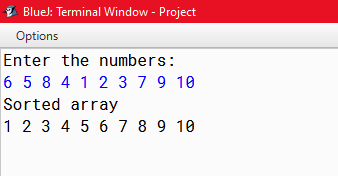 BlueJ: Terminal Window - Project
Options
Enter the numbers:
6 5 8 4 1 2 3 7 9 10
Sorted array
1 2 3 4 5 6 7 8 9 10